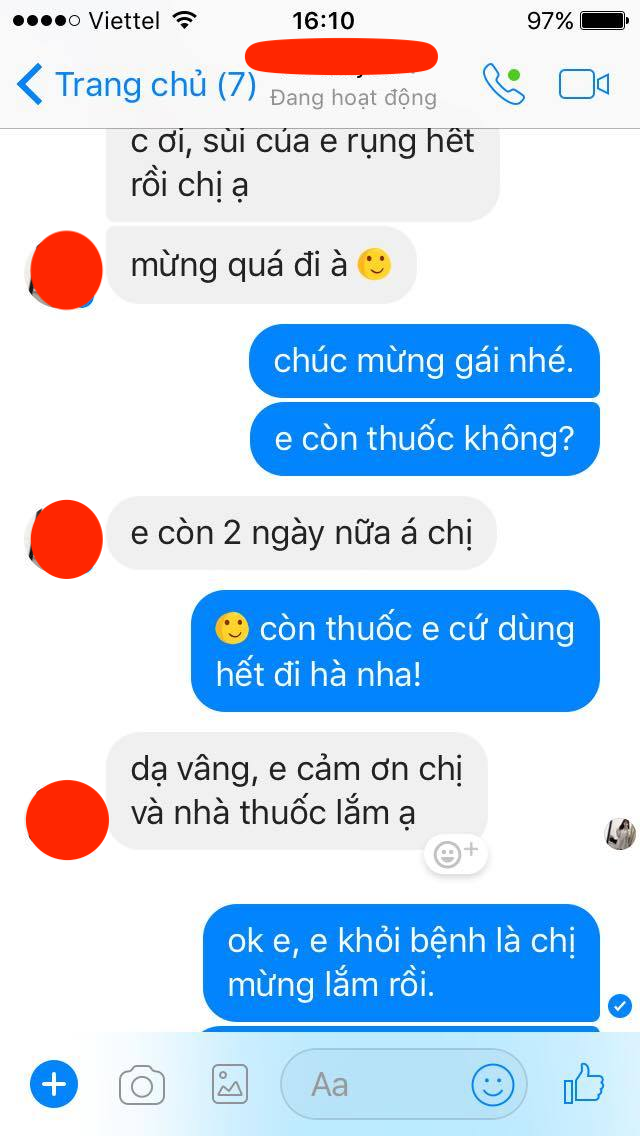 Viettel
16:10
97%
Trang chủ (7)
Đang hoạt động
c ơi, sùi của e rụng hết
rồi chị ạ
mừng quá đi à
chúc mừng gái nhé.
e còn thuốc không?
e còn 2 ngày nữa á chị
còn thuốc e cứ dùng
hết đi hà nha!
dạ vâng, e cảm ơn chị
và nhà thuốc lắm ạ
ok e, e khỏi bệnh là chị
mừng lắm rồi.
Aa